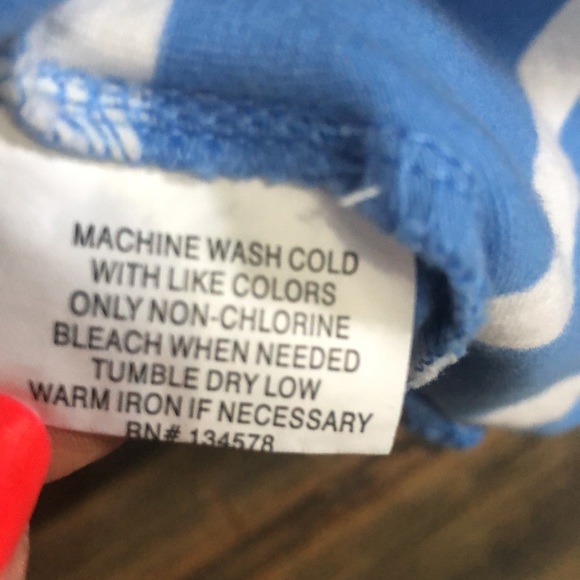 MACHINE WASH COLD
WITH LIKE COLORS
ONLY NON-CHLORINE
BLEACH WHEN NEEDED
TUMBLE DRY LOW
WARM IRON IF NECESSARY
RN# 134578